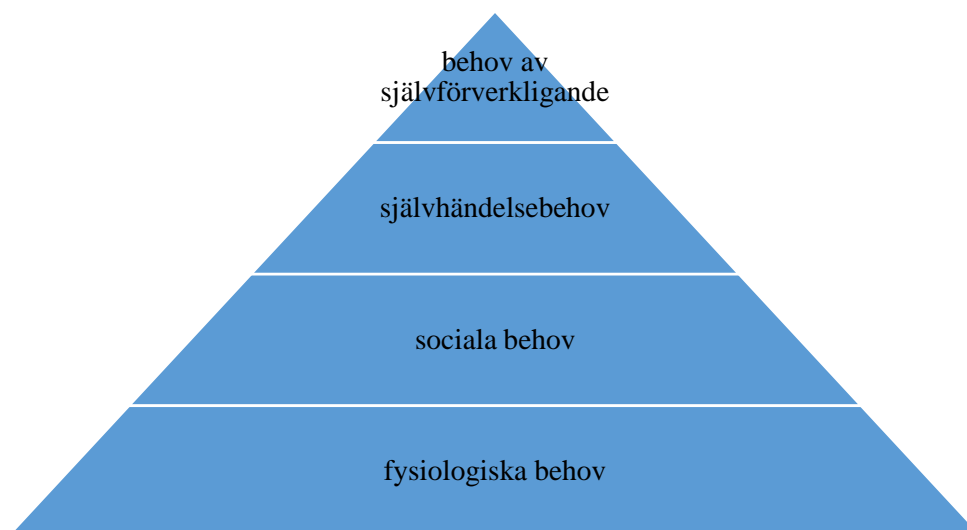 behov av
självförverkligande
självhändelsebehov
sociala behov
fysiologiska behov